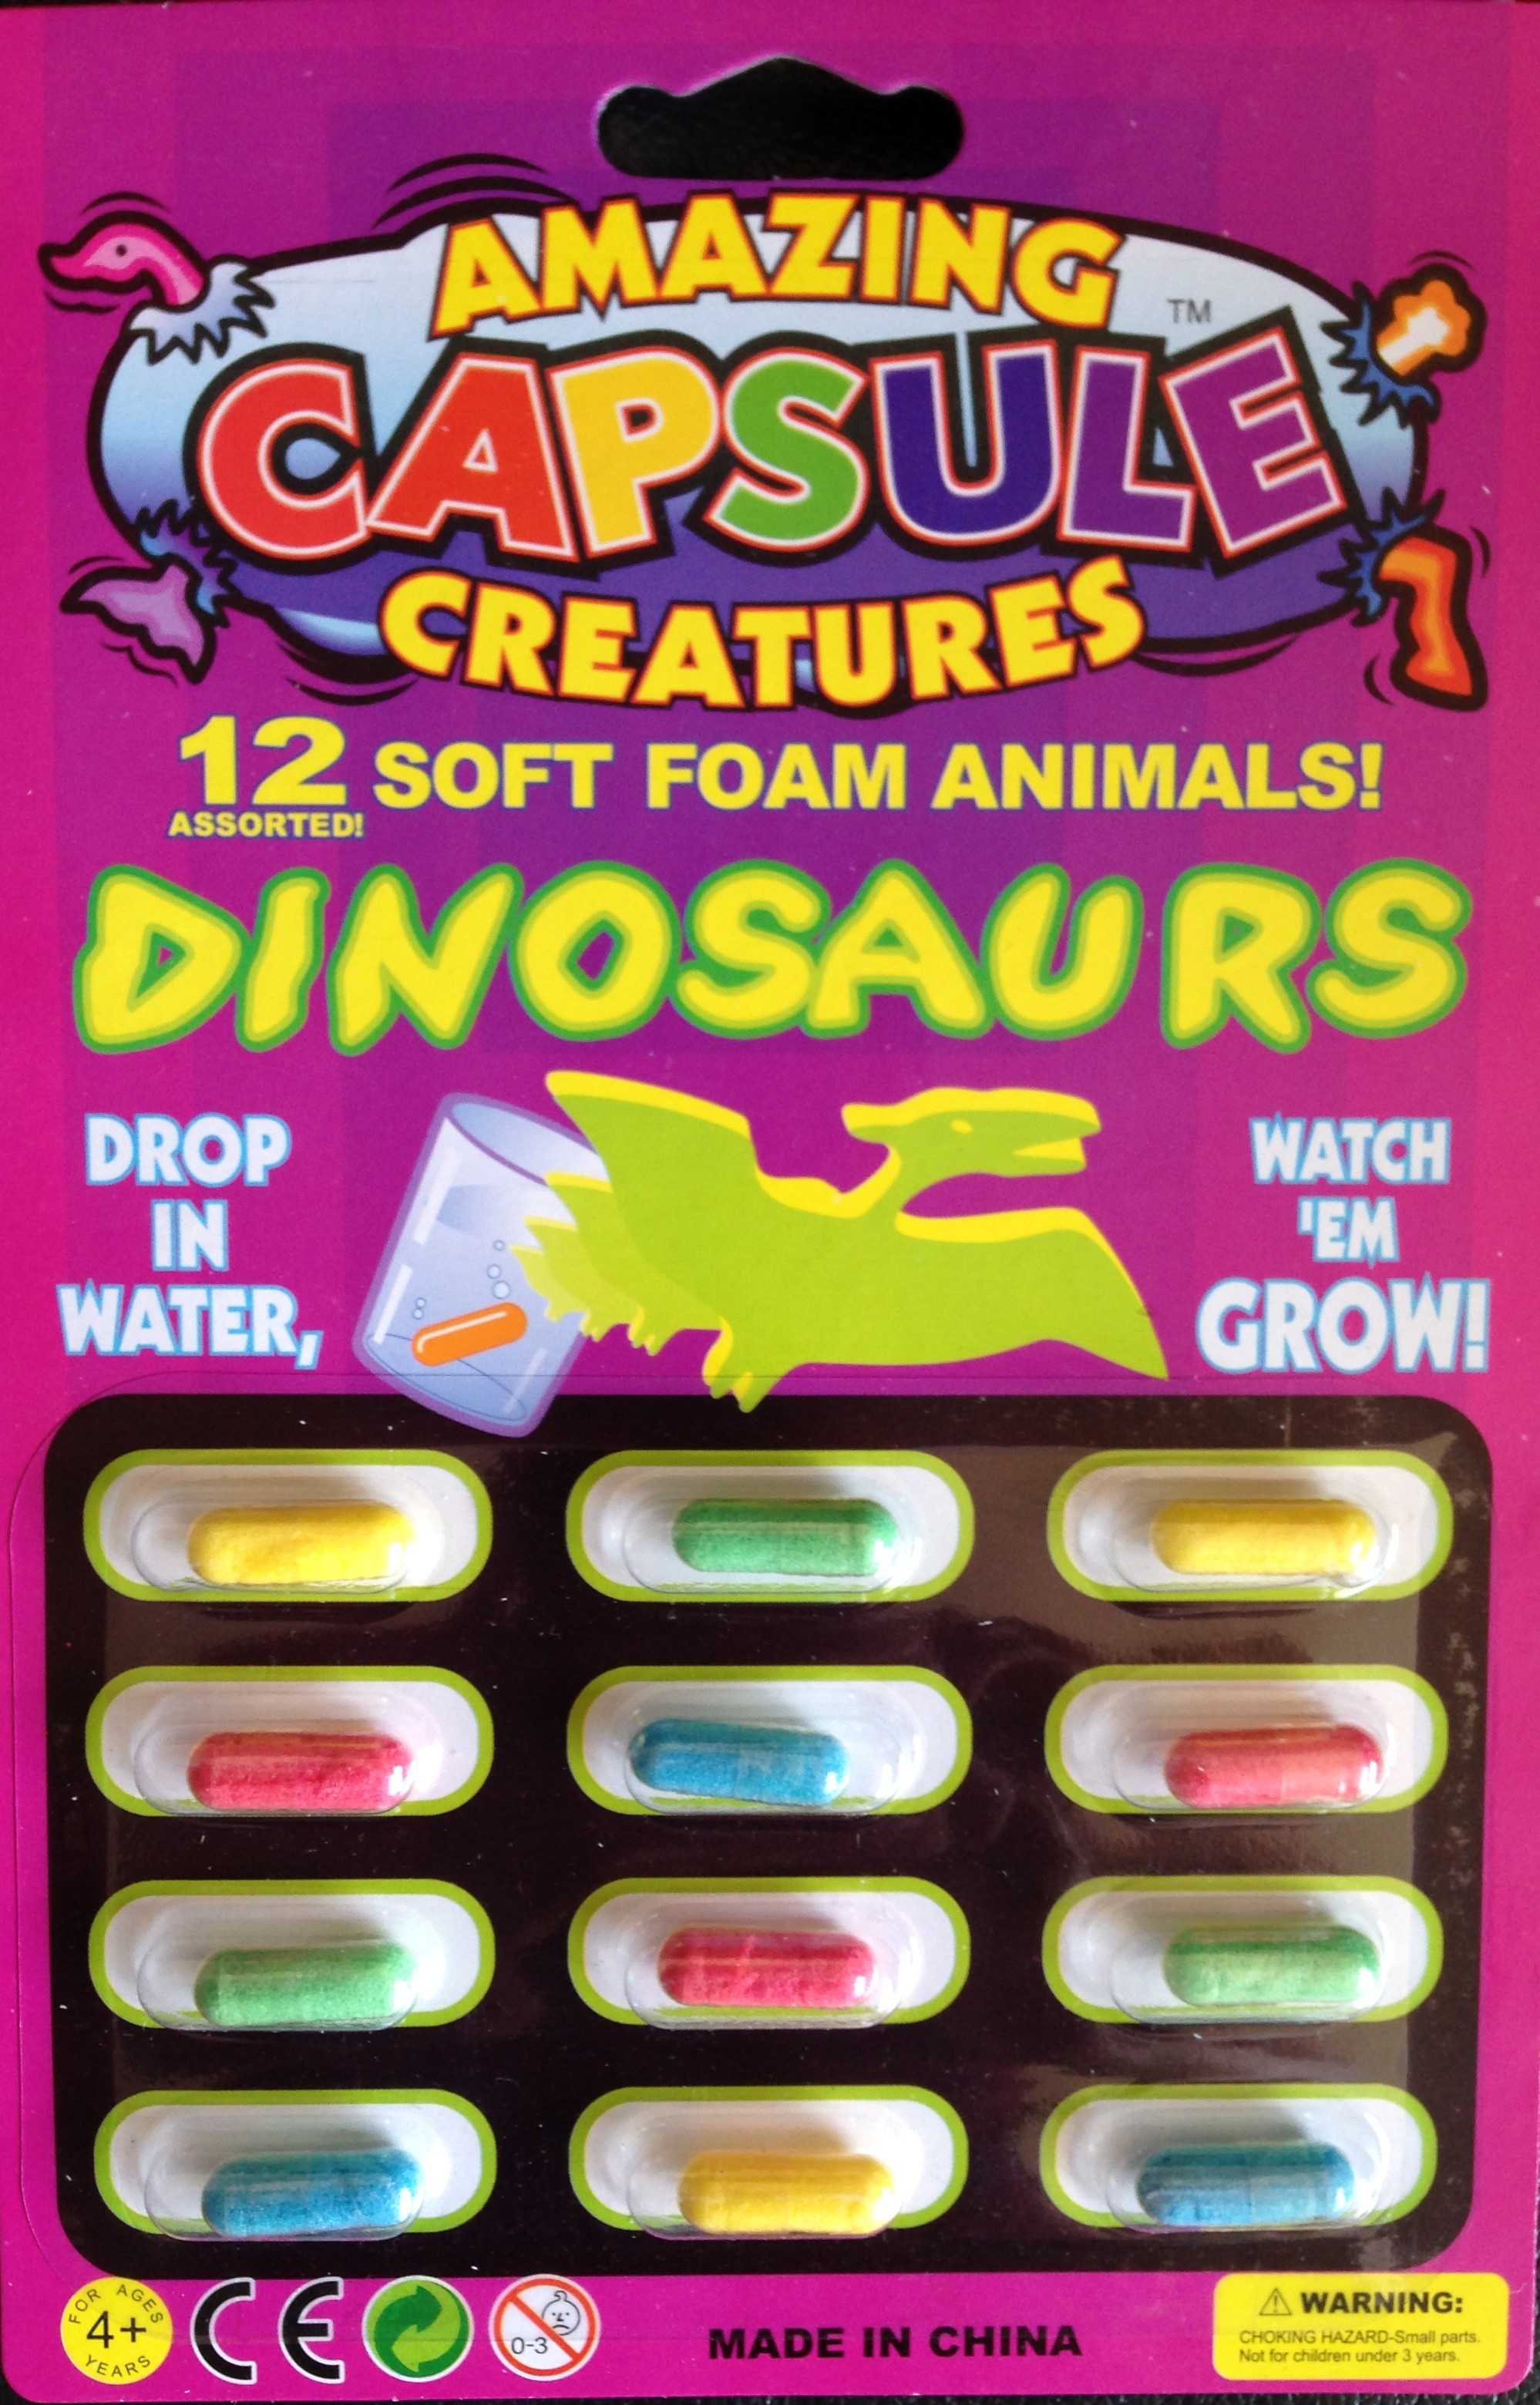 AMAZING
CAPSULE ™
CREATURES
12 SOFT FOAM ANIMALS!
ASSORTED!
DINOSAURS
DROP
IN
WATER,
WATCH
'EM
GROW!
FOR AGES
4+
YEARS
CE
0-3
MADE IN CHINA
WARNING:
CHOKING HAZARD-Small parts.
Not for children under 3 years.